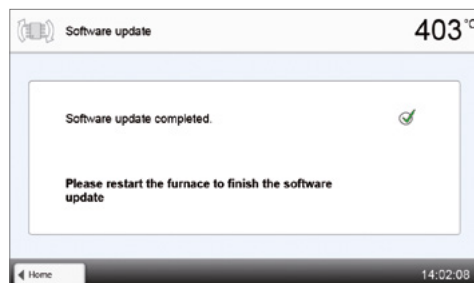 Software update
403°C
Software update completed.
Please restart the furnace to finish the software
update
Home
14:02:08